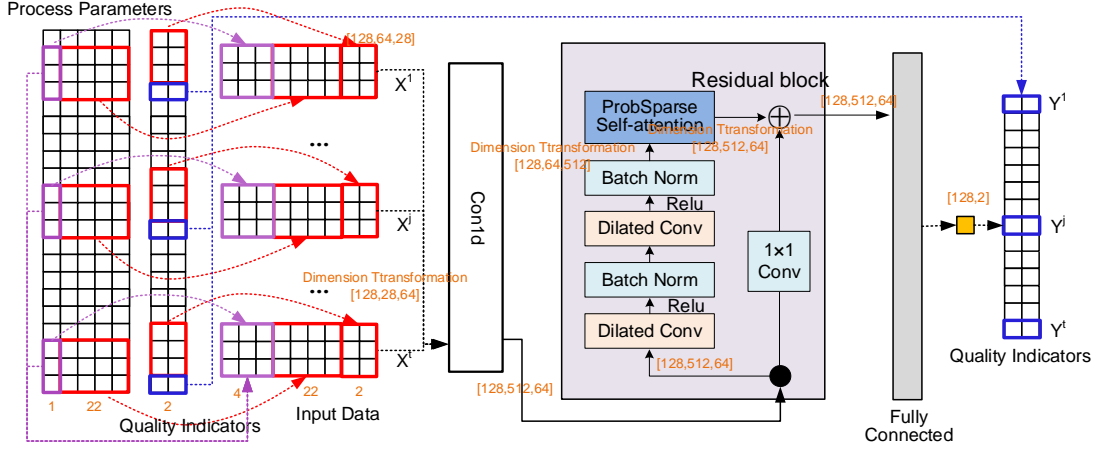 Process Parameters
[128,64,28]
X1
...
Xj
Dimension Ttransformation
[128,28,64]
...
Xt
1
22
2
4
22
2
Quality Indicators
Input Data
Con1d
[128,512,64]
Residual block
ProbSparse
Self-attention
Dimension Ttransformation
[128,512,64]
Dimension Ttransformation
[128,64,512]
Batch Norm
Relu
Dilated Conv
Batch Norm
Relu
Dilated Conv
[128,512,64]
1×1
Conv
[128,512,64]
Fully
Connected
[128,2]
Y1
Yj
Yt
Quality Indicators